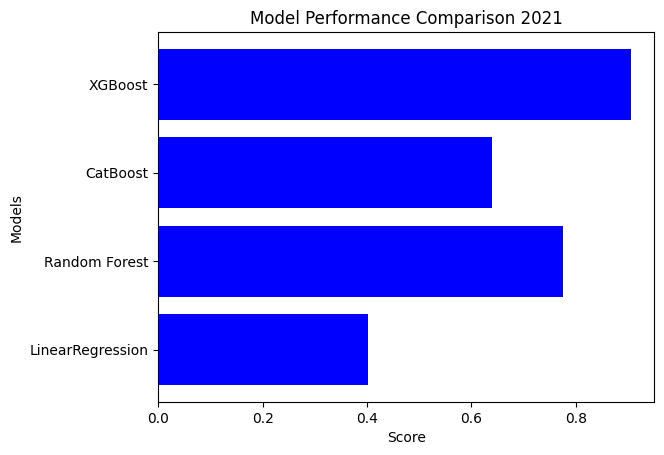 Model Performance Comparison 2021
XGBoost
CatBoost
Random Forest
LinearRegression
Models
0.0 0.2 0.4 0.6 0.8
Score